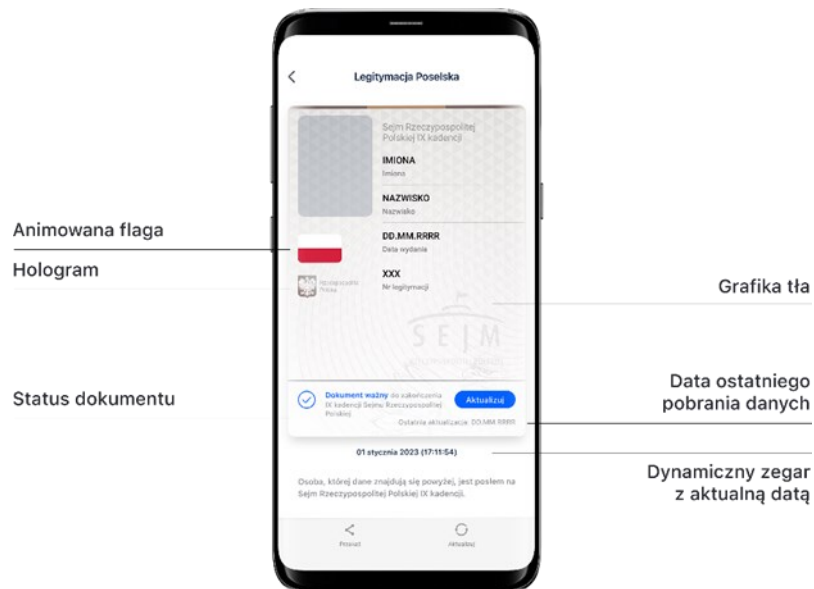 Legitymacja Poselska
Sejm Rzeczypospolitej
Polskiej IX kadencji
IMIONA
Imiona
NAZWISKO
Nazwisko
DD.MM.RRRR
Data wydania
XXX
Nr legitymacji
Rzeczpospolita
Polska
SEJM
Dokument ważny do zakończenia
IX kadencji Sejmu Rzeczypospolitej
Polskiej
Aktualizuj
Ostatnia aktualizacja: DD.MM.RRRR
01 stycznia 2023 (17:11:54)
Osoba, której dane znajdują się powyżej, jest posłem na
Sejm Rzeczypospolitej Polskiej IX kadencji.
Aktualizuj
Animowana flaga
Hologram
Status dokumentu
Grafika tła
Data ostatniego
pobrania danych
Dynamiczny zegar
z aktualną datą